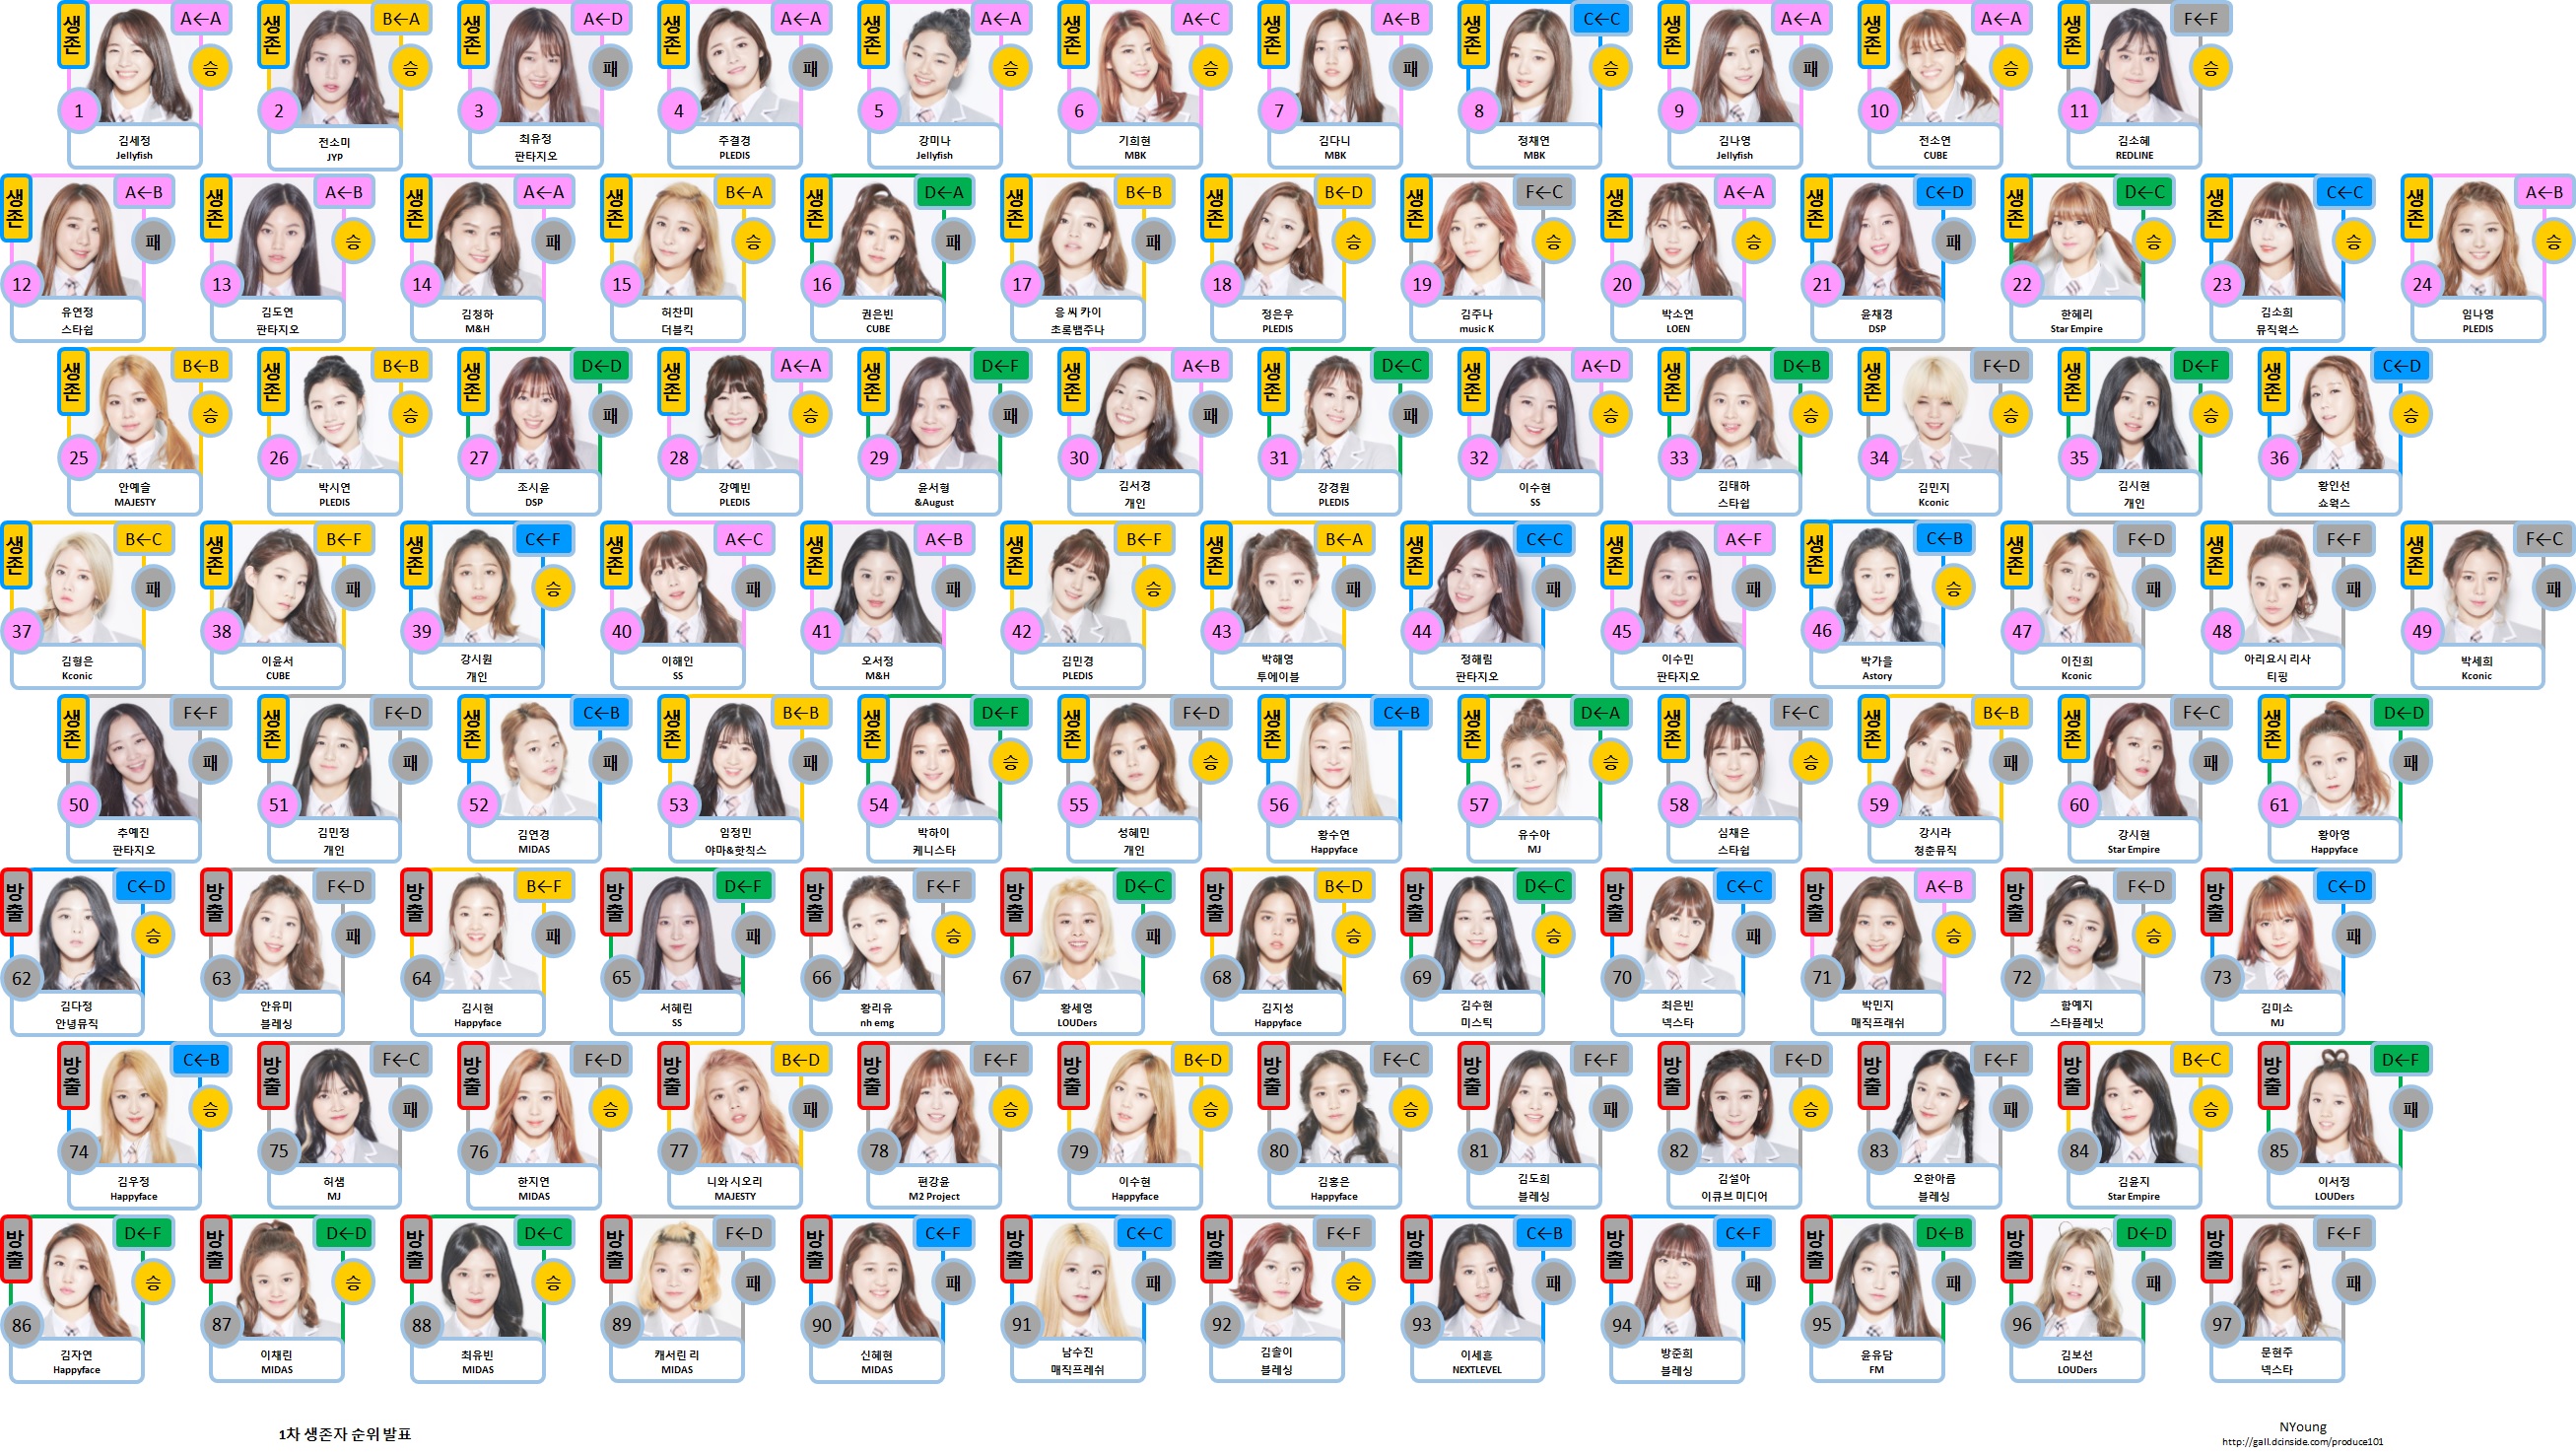 생존 A←A 승 1 김세정 Jellyfish
생존 B←A 승 2 전소미 JYP
생존 A←D 패 3 최유정 판타지오
생존 A←A 패 4 주결경 PLEDIS
생존 A←A 승 5 강미나 Jellyfish
생존 A←C 승 6 기희현 MBK
생존 A←B 패 7 김다니 MBK
생존 C←C 승 8 정채연 MBK
생존 A←A 패 9 김나영 Jellyfish
생존 A←A 승 10 전소연 CUBE
생존 F←F 승 11 김소혜 REDLINE
생존 A←B 패 12 유연정 스타쉽
생존 A←B 승 13 김도연 판타지오
생존 A←A 패 14 김청하 M&H
생존 B←A 승 15 허찬미 더블킥
생존 D←A 패 16 권은빈 CUBE
생존 B←B 패 17 응 씨 카이 초록뱀주나
생존 B←D 승 18 정은우 PLEDIS
생존 F←C 승 19 김주나 music K
생존 A←A 승 20 박소연 LOEN
생존 C←D 패 21 윤채경 DSP
생존 D←C 승 22 한혜리 Star Empire
생존 C←C 승 23 김소희 뮤직웍스
생존 A←B 승 24 임나영 PLEDIS
생존 B←B 승 25 안예슬 MAJESTY
생존 B←B 승 26 박시연 PLEDIS
생존 D←D 패 27 조시윤 DSP
생존 A←A 승 28 강예빈 PLEDIS
생존 D←F 패 29 윤서형 &August
생존 A←B 패 30 김서경 개인
생존 D←C 패 31 강경원 PLEDIS
생존 A←D 승 32 이수현 SS
생존 D←B 승 33 김태하 스타쉽
생존 F←D 승 34 김민지 Kconic
생존 D←F 승 35 김시현 개인
생존 C←D 승 36 황인선 쇼웍스
생존 B←C 패 37 김형은 Kconic
생존 B←F 패 38 이윤서 CUBE
생존 C←F 승 39 강시원 개인
생존 A←C 패 40 이해인 SS
생존 A←B 패 41 오서정 M&H
생존 B←F 승 42 김민경 PLEDIS
생존 B←A 패 43 박해영 투에이블
생존 C←C 패 44 정해림 판타지오
생존 A←F 패 45 이수민 판타지오
생존 C←B 승 46 박가을 Astory
생존 F←D 패 47 이진희 Kconic
생존 F←F 패 48 아리요시 리사 티핑
생존 F←C 패 49 박세희 Kconic
생존 F←F 패 50 추예진 판타지오
생존 F←D 패 51 김민정 개인
생존 C←B 패 52 김연경 MIDAS
생존 B←B 패 53 임정민 야마&핫칙스
생존 D←F 승 54 박하이 케니스타
생존 F←D 승 55 성혜민 개인
생존 C←B 56 황수연 Happyface
생존 D←A 승 57 유수아 MJ
생존 F←C 승 58 심채은 스타쉽
생존 B←B 패 59 강시라 청춘뮤직
생존 F←C 패 60 강시현 Star Empire
생존 D←D 패 61 황아영 Happyface
방출 C←D 승 62 김다정 안녕뮤직
방출 F←D 패 63 안유미 블레싱
방출 B←F 패 64 김시현 Happyface
방출 D←F 패 65 서혜린 SS
방출 F←F 승 66 황리유 nh emg
방출 D←C 패 67 황세영 LOUDers
방출 B←D 승 68 김지성 Happyface
방출 D←C 승 69 김수현 미스틱
방출 C←C 패 70 최은빈 넥스타
방출 A←B 승 71 박민지 매직프래쉬
방출 F←D 승 72 함예지 스타플레닛
방출 C←D 패 73 김미소 MJ
방출 C←B 승 74 김우정 Happyface
방출 F←C 패 75 허샘 MJ
방출 F←D 승 76 한지연 MIDAS
방출 B←D 패 77 니와 시오리 MAJESTY
방출 F←F 승 78 편강윤 M2 Project
방출 B←D 승 79 이수현 Happyface
방출 F←C 승 80 김홍은 Happyface
방출 F←F 패 81 김도희 블레싱
방출 F←D 승 82 김설아 이큐브 미디어
방출 F←F 패 83 오한아름 블레싱
방출 B←C 승 84 김윤지 Star Empire
방출 D←F 패 85 이서정 LOUDers
방출 D←F 승 86 김자연 Happyface
방출 D←D 승 87 이채린 MIDAS
방출 D←C 승 88 최유빈 MIDAS
방출 F←D 패 89 캐서린 리 MIDAS
방출 C←F 패 90 신혜현 MIDAS
방출 C←C 패 91 남수진 매직프레쉬
방출 F←F 승 92 김솔이 블레싱
방출 C←B 패 93 이세흔 NEXTLEVEL
방출 C←F 패 94 방준희 블레싱
방출 D←B 패 95 윤유담 FM
방출 D←D 패 96 김보선 LOUDers
방출 F←F 패 97 문현주 넥스타
1차 생존자 순위 발표
NYoung
http://gall.dcinside.com/produce101